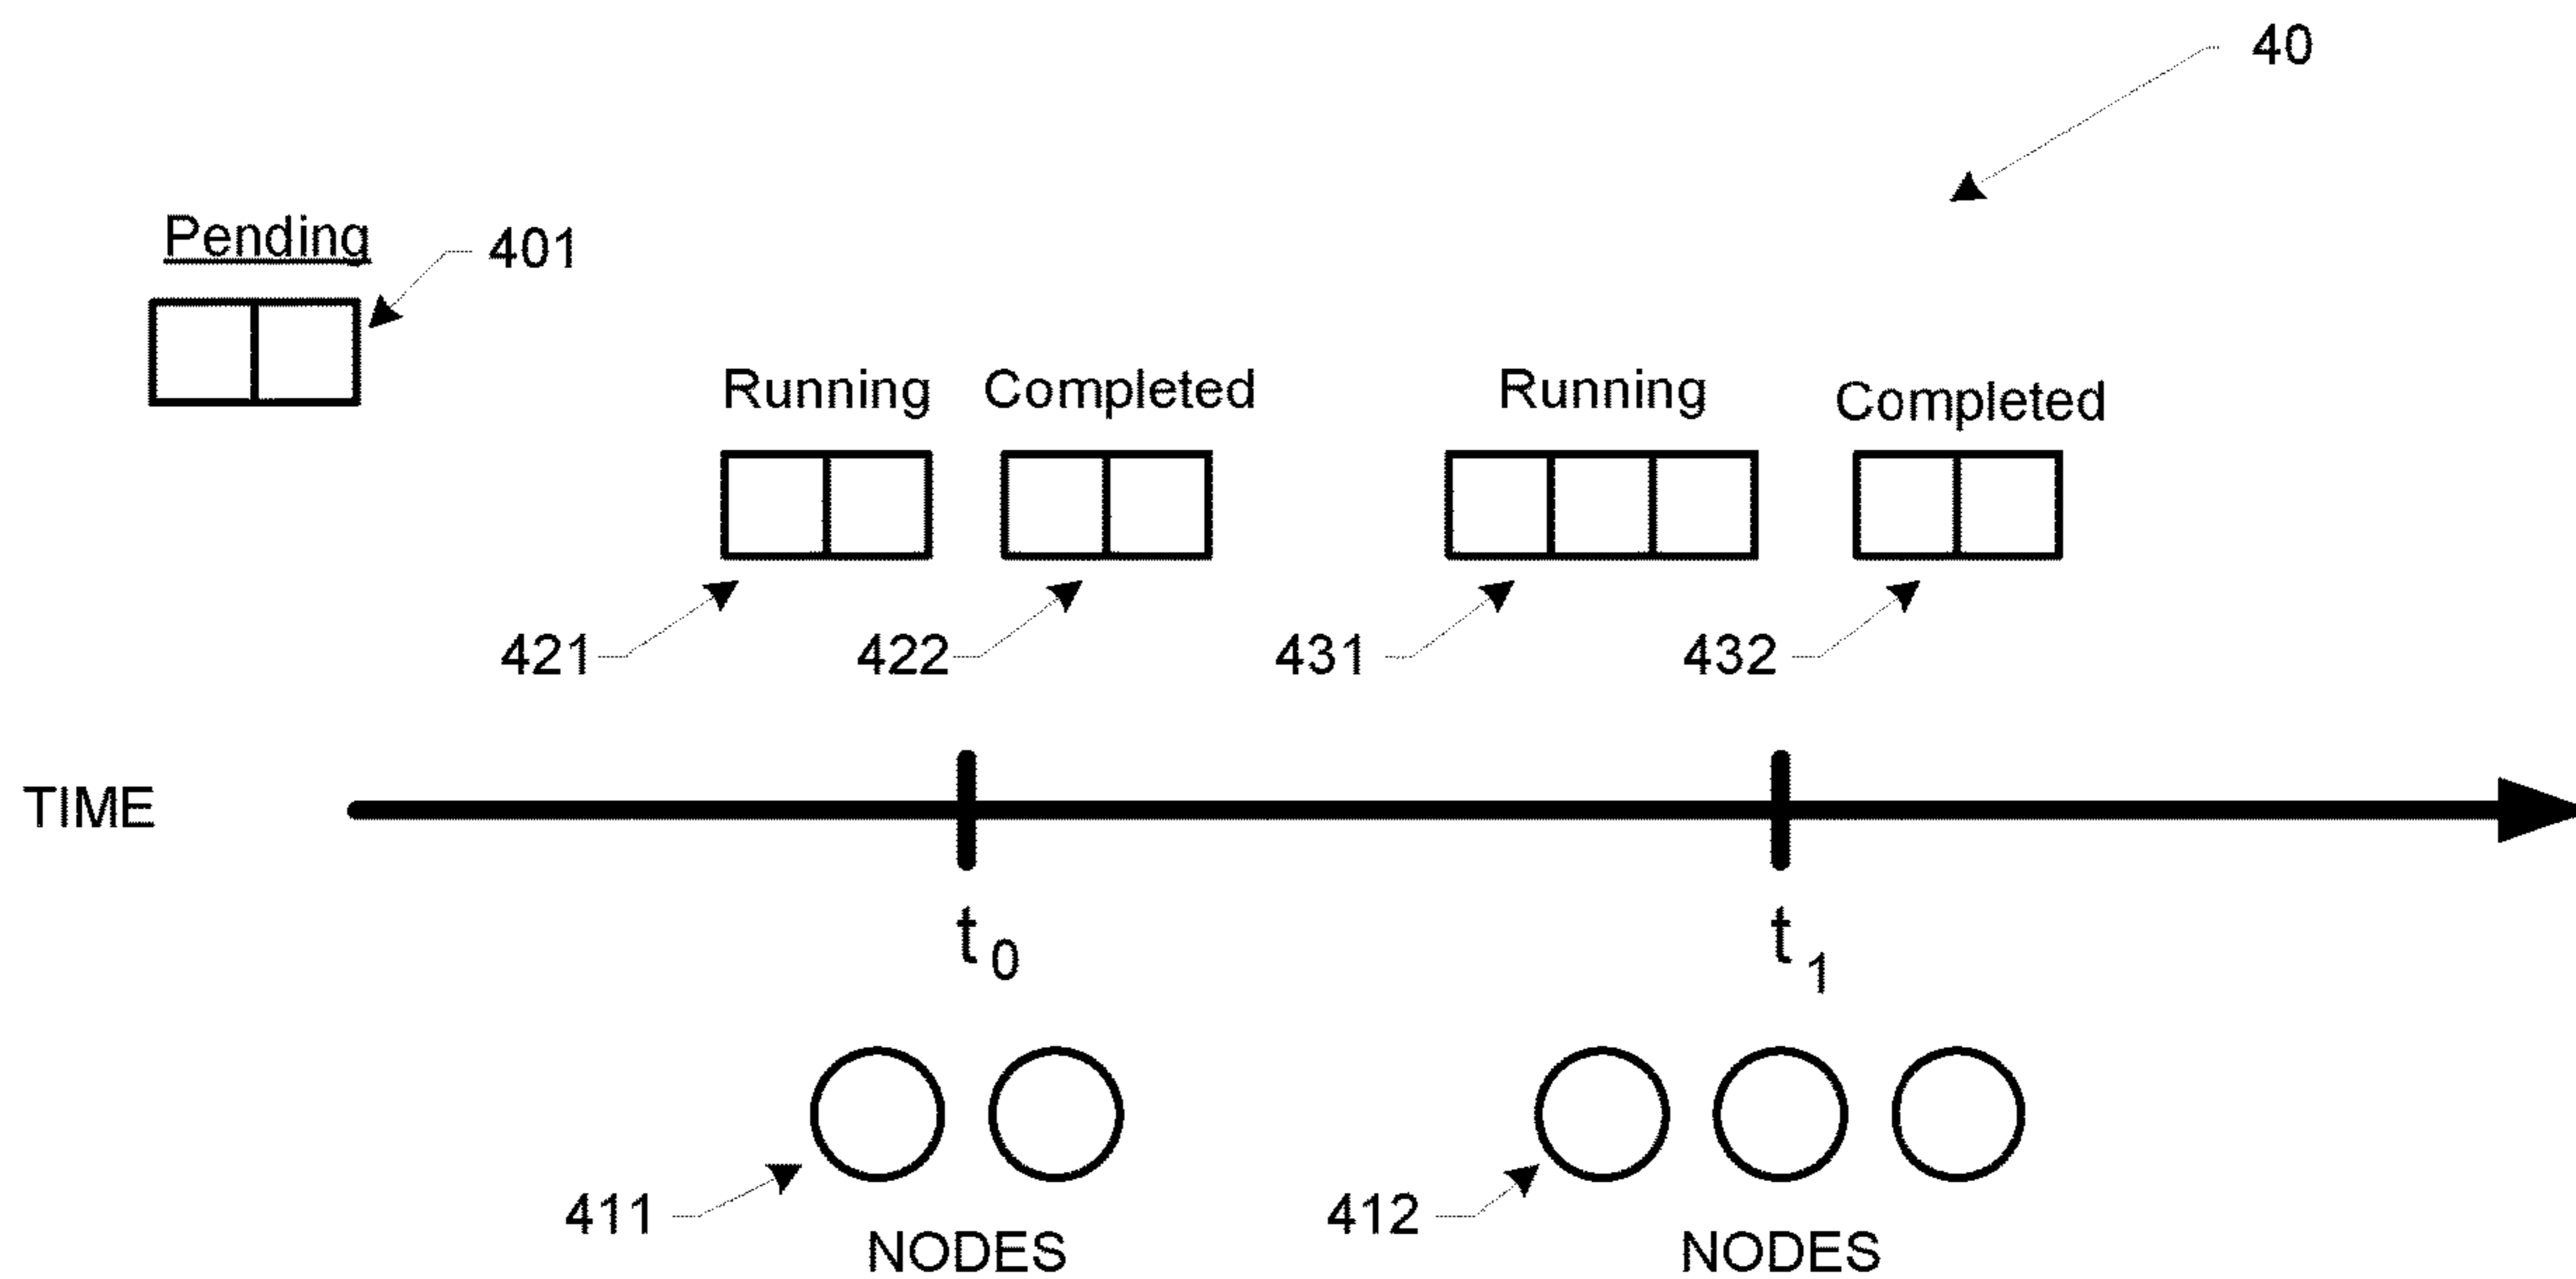 40
Pending
401
Running Completed Running Completed
421 422 431 432
TIME
t0 t1
411 412
NODES NODES